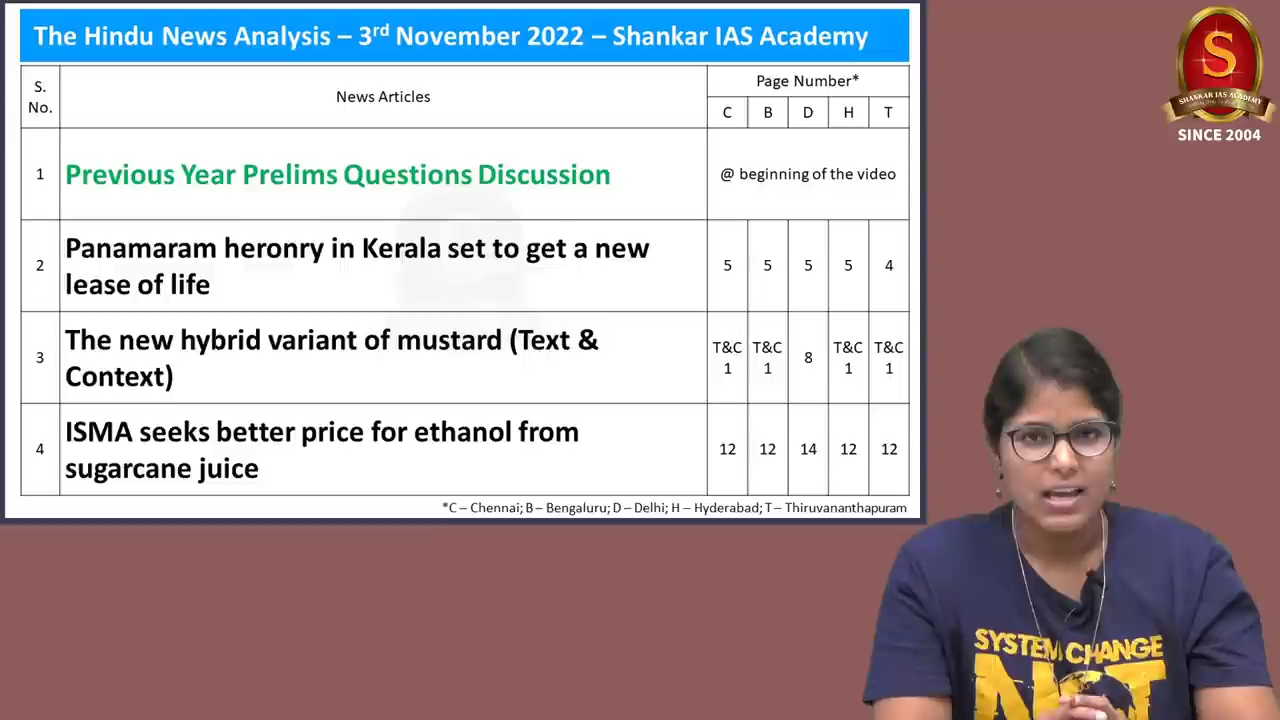 The Hindu News Analysis – 3rd November 2022 – Shankar IAS Academy
S. No.
News Articles
Page Number*
C B D H T
1 Previous Year Prelims Questions Discussion @ beginning of the video
2 Panamaram heronry in Kerala set to get a new
lease of life
5 5 5 5 4
3 The new hybrid variant of mustard (Text &
Context)
T&C 1 T&C 1 8 T&C 1 T&C 1
4 ISMA seeks better price for ethanol from
sugarcane juice
12 12 14 12 12
*C – Chennai; B – Bengaluru; D – Delhi; H – Hyderabad; T – Thiruvananthapuram
S
SHANKAR IAS ACADEMY
SINCE 2004
SYSTEM CHANGE
NOT